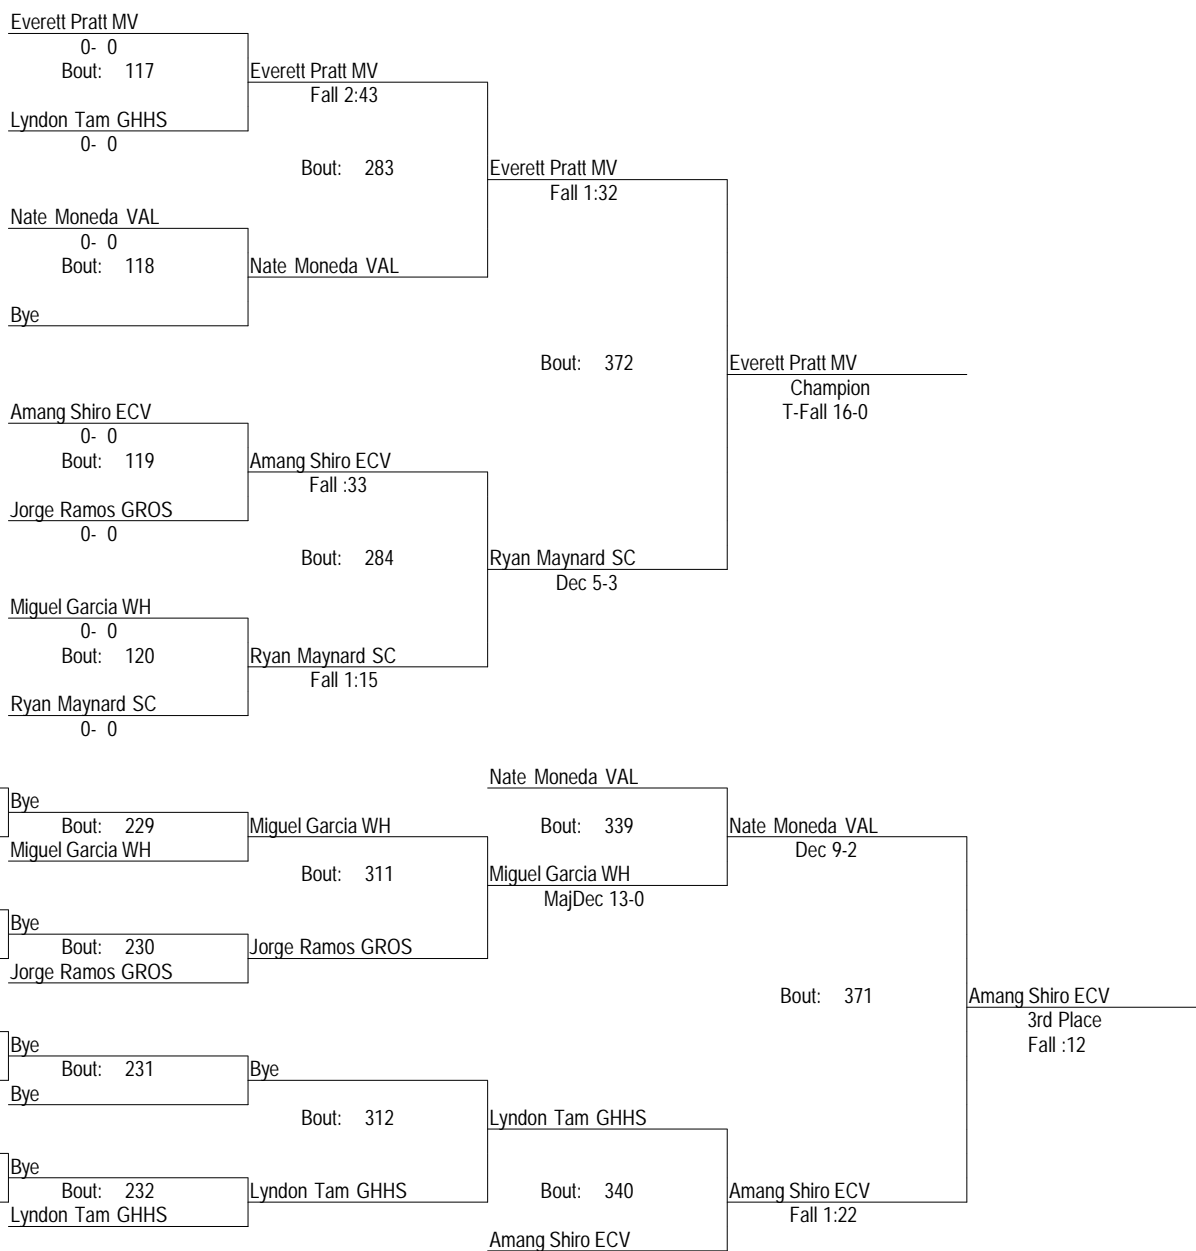 Everett Pratt MV
0- 0
Bout: 117
Everett Pratt MV
Fall 2:43
Lyndon Tam GHHS
0- 0
Bout: 283
Everett Pratt MV
Fall 1:32
Nate Moneda VAL
0- 0
Bout: 118
Nate Moneda VAL
Bye
Bout: 372
Everett Pratt MV
Champion
T-Fall 16-0
Amang Shiro ECV
0- 0
Bout: 119
Amang Shiro ECV
Fall :33
Jorge Ramos GROS
0- 0
Bout: 284
Ryan Maynard SC
Dec 5-3
Miguel Garcia WH
0- 0
Bout: 120
Ryan Maynard SC
Fall 1:15
Ryan Maynard SC
0- 0
Nate Moneda VAL
Bye
Bout: 229
Miguel Garcia WH
Bout: 339
Nate Moneda VAL
Miguel Garcia WH
Dec 9-2
Bout: 311
Miguel Garcia WH
MajDec 13-0
Bye
Bout: 230
Jorge Ramos GROS
Jorge Ramos GROS
Bout: 371
Amang Shiro ECV
3rd Place
Fall :12
Bye
Bout: 231
Bye
Bye
Bout: 312
Lyndon Tam GHHS
Bye
Bout: 232
Lyndon Tam GHHS
Bout: 340
Amang Shiro ECV
Lyndon Tam GHHS
Fall 1:22
Amang Shiro ECV